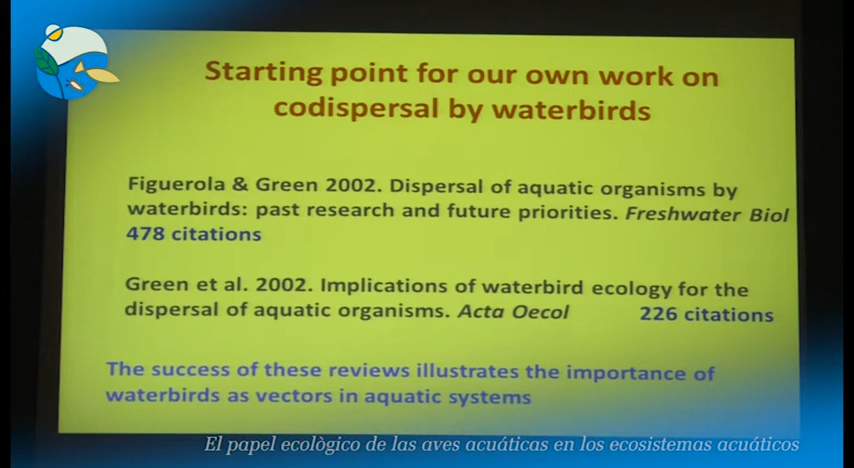 Starting point for our own work on
codispersal by waterbirds
Figuerola & Green 2002. Dispersal of aquatic organisms by
waterbirds: past research and future priorities. Freshwater Biol
478 citations
Green et al. 2002. Implications of waterbird ecology for the
dispersal of aquatic organisms. Acta Oecol 226 citations
The success of these reviews illustrates the importance of
waterbirds as vectors in aquatic systems
El papel ecològico de las aves acuáticas en los ecosistemas acuáticos